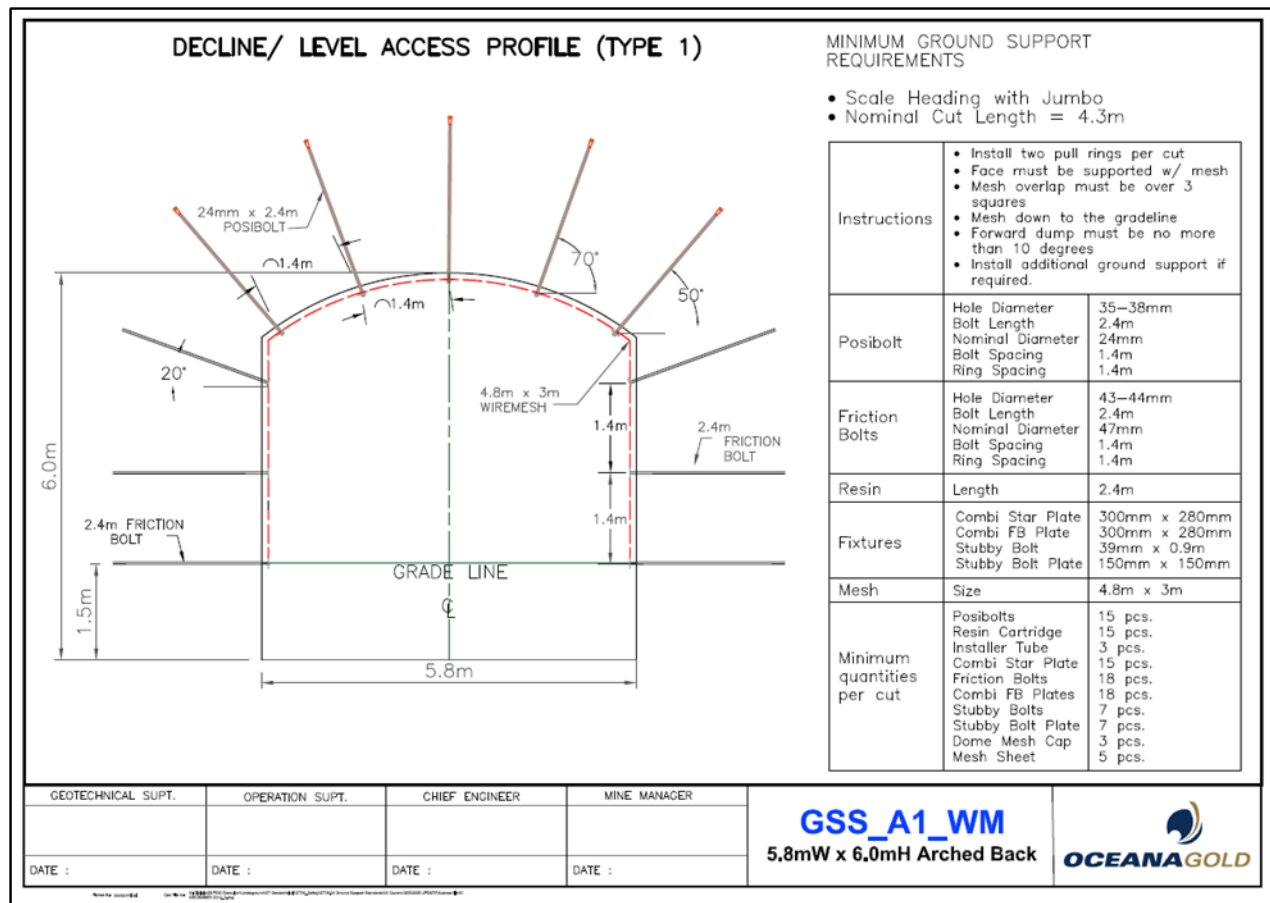 DECLINE/ LEVEL ACCESS PROFILE (TYPE 1)
24mm x 2.4m
POSIBOLT
1.4m
1.4m
70°
50°
20°
4.8m x 3m
WIREMESH
1.4m
2.4m
FRICTION
BOLT
6.0m
1.4m
2.4m FRICTION
BOLT
GRADE LINE
℄
1.5m
5.8m
MINIMUM GROUND SUPPORT
REQUIREMENTS
• Scale Heading with Jumbo
• Nominal Cut Length = 4.3m
Instructions
• Install two pull rings per cut
• Face must be supported w/ mesh
• Mesh overlap must be over 3
squares
• Mesh down to the gradeline
• Forward dump must be no more
than 10 degrees
• Install additional ground support if
required.
Posibolt
Hole Diameter 35-38mm
Bolt Length 2.4m
Nominal Diameter 24mm
Bolt Spacing 1.4m
Ring Spacing 1.4m
Friction
Bolts
Hole Diameter 43-44mm
Bolt Length 2.4m
Nominal Diameter 47mm
Bolt Spacing 1.4m
Ring Spacing 1.4m
Resin Length 2.4m
Fixtures
Combi Star Plate 300mm x 280mm
Combi FB Plate 300mm x 280mm
Stubby Bolt 39mm x 0.9m
Stubby Bolt Plate 150mm x 150mm
Mesh Size 4.8m x 3m
Minimum
quantities
per cut
Posibolts 15 pcs.
Resin Cartridge 15 pcs.
Installer Tube 3 pcs.
Combi Star Plate 15 pcs.
Friction Bolts 18 pcs.
Combi FB Plates 18 pcs.
Stubby Bolts 7 pcs.
Stubby Bolt Plate 7 pcs.
Dome Mesh Cap 3 pcs.
Mesh Sheet 5 pcs.
GEOTECHNICAL SUPT. OPERATION SUPT. CHIEF ENGINEER MINE MANAGER
DATE : DATE : DATE : DATE :
GSS_A1_WM
5.8mW x 6.0mH Arched Back
OCEANAGOLD